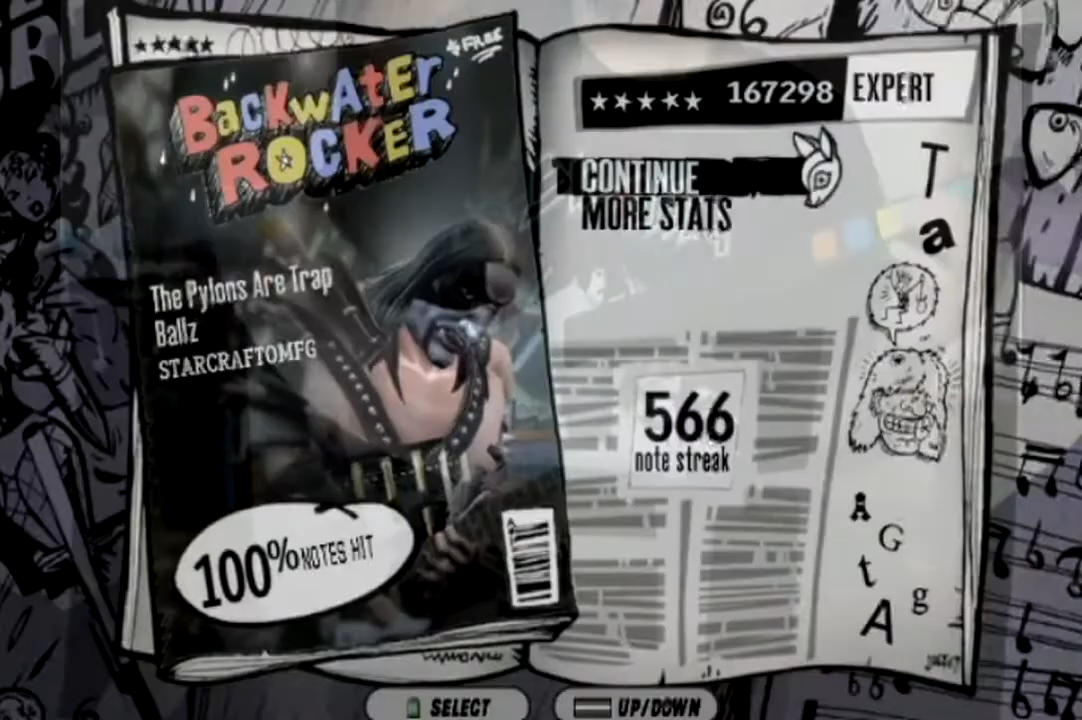 ★★★★★
FREE
BackwAtEr
ROCKER
The Pylons Are Trap
Ballz
STARCRAFTOMFG
100% NOTES HIT
★★★★★ 167298 EXPERT
CONTINUE
MORE STATS
566
note streak
T
a
A
G
t
g
A
SELECT
UP/DOWN